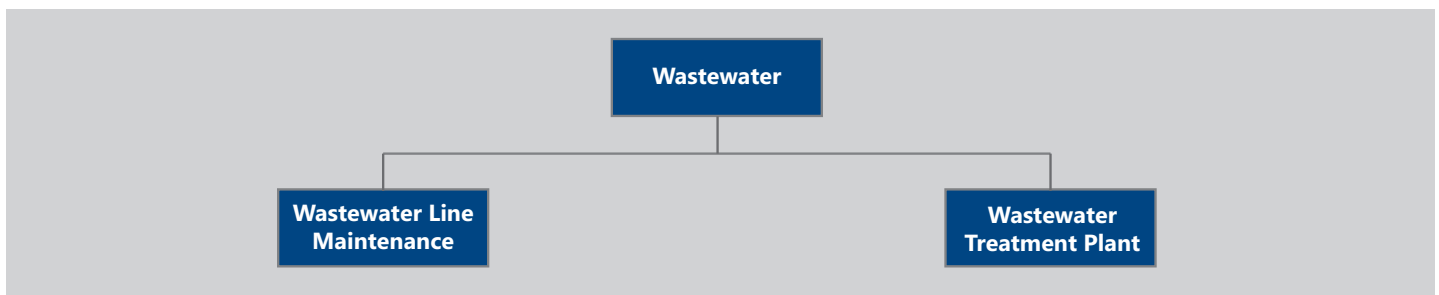 Wastewater
Wastewater Line
Maintenance
Wastewater
Treatment Plant